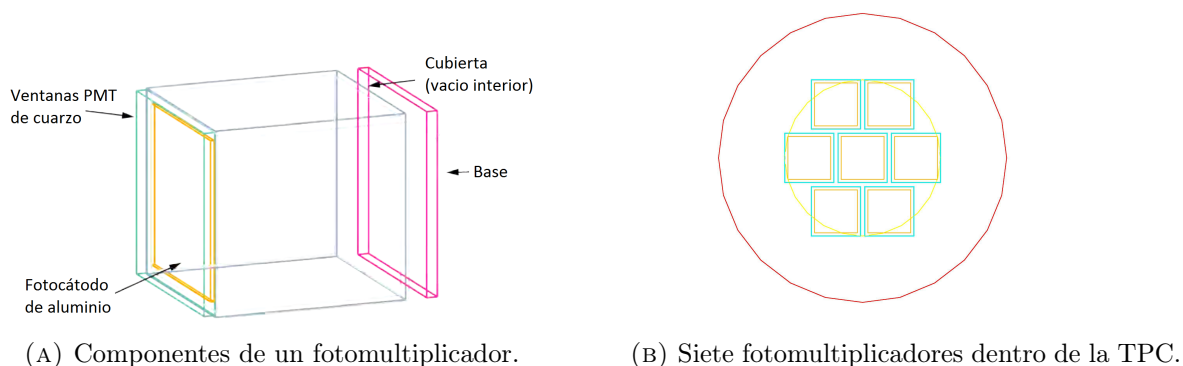 Cubierta
(vacio interior)
Ventanas PMT
de cuarzo
Base
Fotocátodo
de aluminio
(A) Componentes de un fotomultiplicador.
(B) Siete fotomultiplicadores dentro de la TPC.